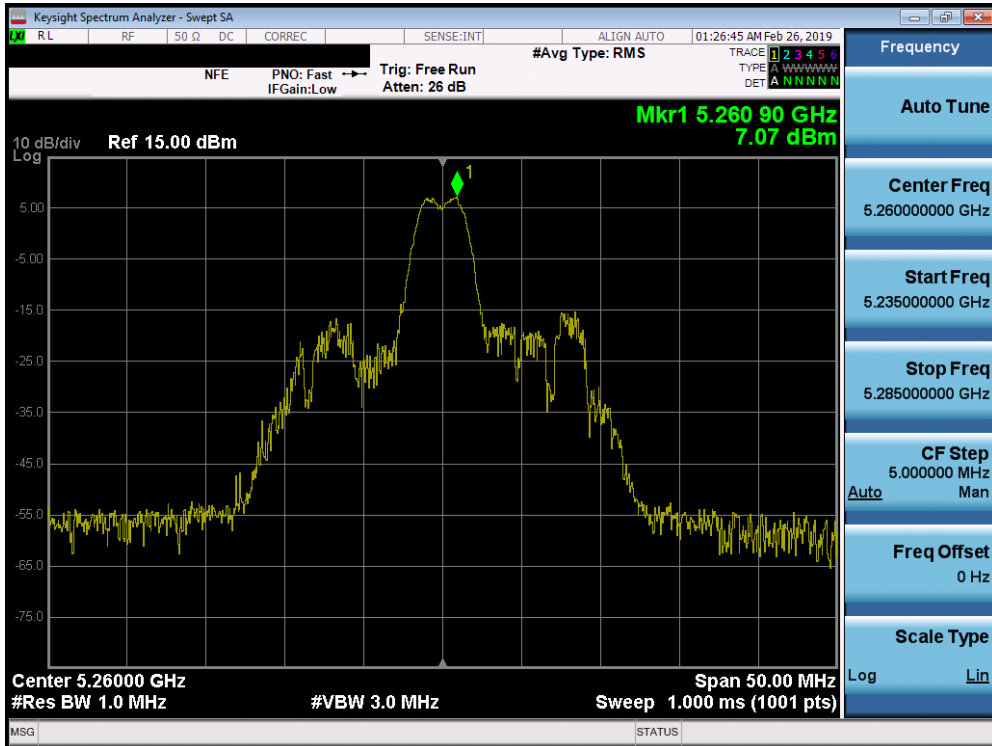 Keysight Spectrum Analyzer - Swept SA
LXI RL RF 50 Ω DC CORREC SENSE:INT ALIGN AUTO 01:26:45 AM Feb 26, 2019
NFE PNO: Fast IFGain:Low Trig: Free Run Atten: 26 dB #Avg Type: RMS
TRACE 1 2 3 4 5 6
TYPE A WWWWW
DET A N N N N N
Mkr1 5.260 90 GHz
7.07 dBm
10 dB/div Ref 15.00 dBm
Log
1
5.00
-5.00
-15.0
-25.0
-35.0
-45.0
-55.0
-65.0
-75.0
Center 5.26000 GHz Span 50.00 MHz
#Res BW 1.0 MHz #VBW 3.0 MHz Sweep 1.000 ms (1001 pts)
MSG STATUS
Frequency
Auto Tune
Center Freq
5.260000000 GHz
Start Freq
5.235000000 GHz
Stop Freq
5.285000000 GHz
CF Step
5.000000 MHz
Auto Man
Freq Offset
0 Hz
Scale Type
Log Lin